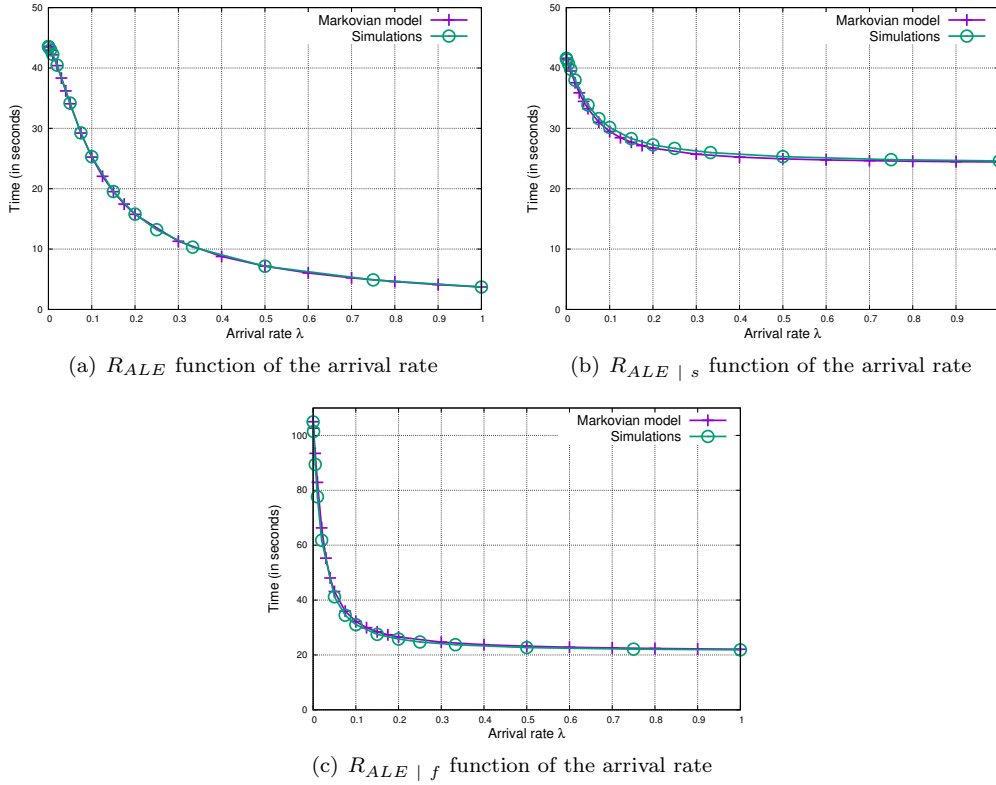 50
40
30
20
10
0
Time (in seconds)
Markovian model
Simulations
0 0.1 0.2 0.3 0.4 0.5 0.6 0.7 0.8 0.9 1
Arrival rate λ
(a) R_ALE function of the arrival rate
50
40
30
20
10
0
Time (in seconds)
Markovian model
Simulations
0 0.1 0.2 0.3 0.4 0.5 0.6 0.7 0.8 0.9 1
Arrival rate λ
(b) R_ALE | s function of the arrival rate
100
80
60
40
20
0
Time (in seconds)
Markovian model
Simulations
0 0.1 0.2 0.3 0.4 0.5 0.6 0.7 0.8 0.9 1
Arrival rate λ
(c) R_ALE | f function of the arrival rate